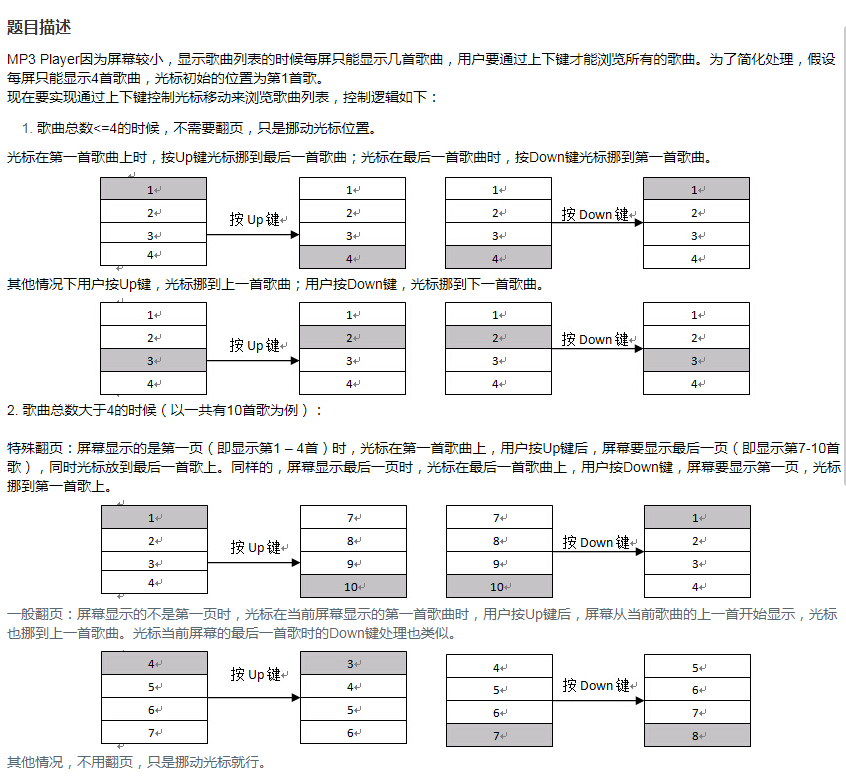 题目描述
MP3 Player因为屏幕较小，显示歌曲列表的时候每屏只能显示几首歌曲，用户要通过上下键才能浏览所有的歌曲。为了简化处理，假设
每屏只能显示4首歌曲，光标初始的位置为第1首歌。
现在要实现通过上下键控制光标移动来浏览歌曲列表，控制逻辑如下：
1. 歌曲总数<=4的时候，不需要翻页，只是挪动光标位置。
光标在第一首歌曲上时，按Up键光标挪到最后一首歌曲；光标在最后一首歌曲时，按Down键光标挪到第一首歌曲。
1↵ 1↵ 1↵ 1↵
2↵ 按 Up 键↵ 2↵ 2↵ 按 Down 键↵ 2↵
3↵ 3↵ 3↵ 3↵
4↵ 4↵ 4↵ 4↵
其他情况下用户按Up键，光标挪到上一首歌曲；用户按Down键，光标挪到下一首歌曲。
1↵ 1↵ 1↵ 1↵
2↵ 按 Up 键↵ 2↵ 2↵ 按 Down 键↵ 2↵
3↵ 3↵ 3↵ 3↵
4↵ 4↵ 4↵ 4↵
2. 歌曲总数大于4的时候（以一共有10首歌为例）：
特殊翻页：屏幕显示的是第一页（即显示第1 – 4首）时，光标在第一首歌曲上，用户按Up键后，屏幕要显示最后一页（即显示第7-10首
歌），同时光标放到最后一首歌上。同样的，屏幕显示最后一页时，光标在最后一首歌曲上，用户按Down键，屏幕要显示第一页，光标
挪到第一首歌上。
1↵ 7↵ 7↵ 1↵
2↵ 按 Up 键↵ 8↵ 8↵ 按 Down 键↵ 2↵
3↵ 9↵ 9↵ 3↵
4↵ 10↵ 10↵ 4↵
一般翻页：屏幕显示的不是第一页时，光标在当前屏幕显示的第一首歌曲时，用户按Up键后，屏幕从当前歌曲的上一首开始显示，光标
也挪到上一首歌曲。光标当前屏幕的最后一首歌时的Down键处理也类似。
4↵ 3↵ 4↵ 5↵
5↵ 按 Up 键↵ 4↵ 5↵ 按 Down 键↵ 6↵
6↵ 5↵ 6↵ 7↵
7↵ 6↵ 7↵ 8↵
其他情况，不用翻页，只是挪动光标就行。